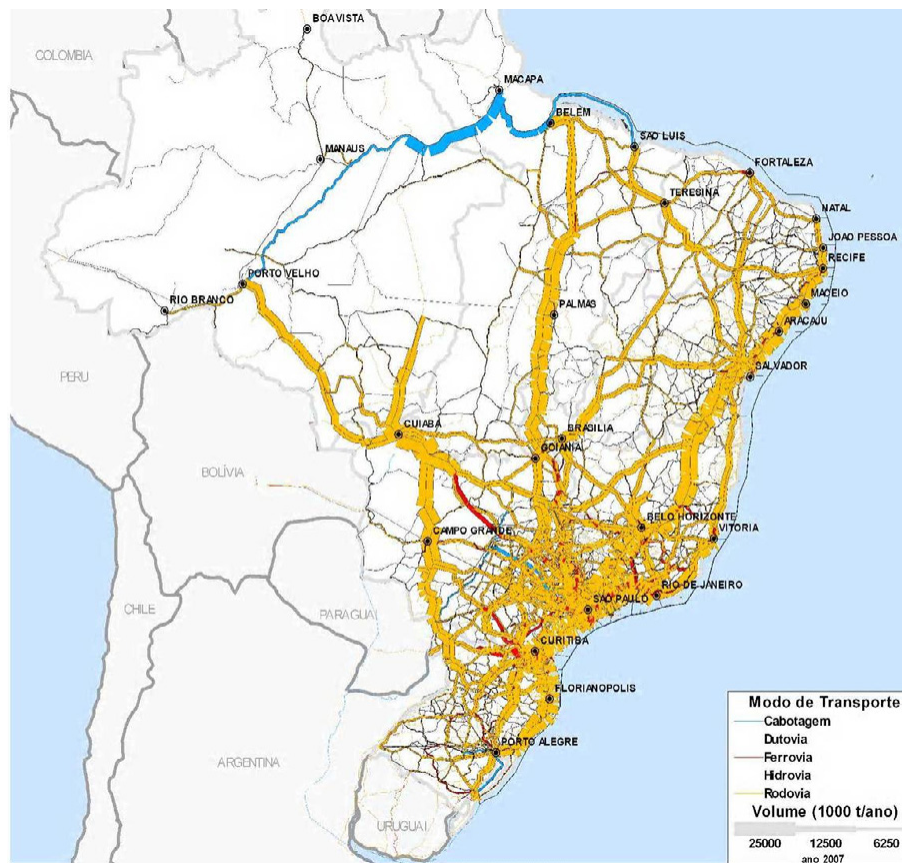 BOA VISTA
COLOMBIA
MACAPA
BELEM
SAO LUIS
MANAUS
FORTALEZA
TERESINA
NATAL
JOAO PESSOA
RECIFE
PORTO VELHO
MACEIO
RIO BRANCO
PALMAS
ARACAJU
PERU
SALVADOR
CUIABA
BRASILIA
GOIANIA
BOLÍVIA
BELO HORIZONTE
CAMPO GRANDE
VITORIA
RIO DE JANEIRO
SAO PAULO
CHILE
PARAGUAI
CURITIBA
FLORIANOPOLIS
PORTO ALEGRE
ARGENTINA
URUGUAI
Modo de Transporte
Cabotagem
Dutovia
Ferrovia
Hidrovia
Rodovia
Volume (1000 t/ano)
25000 12500 6250
ano 2007